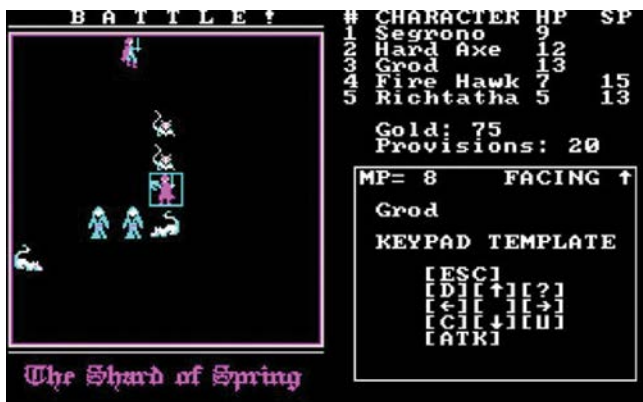 B A T T L E !
# CHARACTER HP SP
1 Segrono 9
2 Hard Axe 12
3 Grod 13
4 Fire Hawk 7 15
5 Richtatha 5 13
Gold: 75
Provisions: 20
MP= 8 FACING ↑
Grod
KEYPAD TEMPLATE
[ESC]
[D][↑][?]
[←][ ][→]
[C][↓][U]
[ATK]
The Shard of Spring